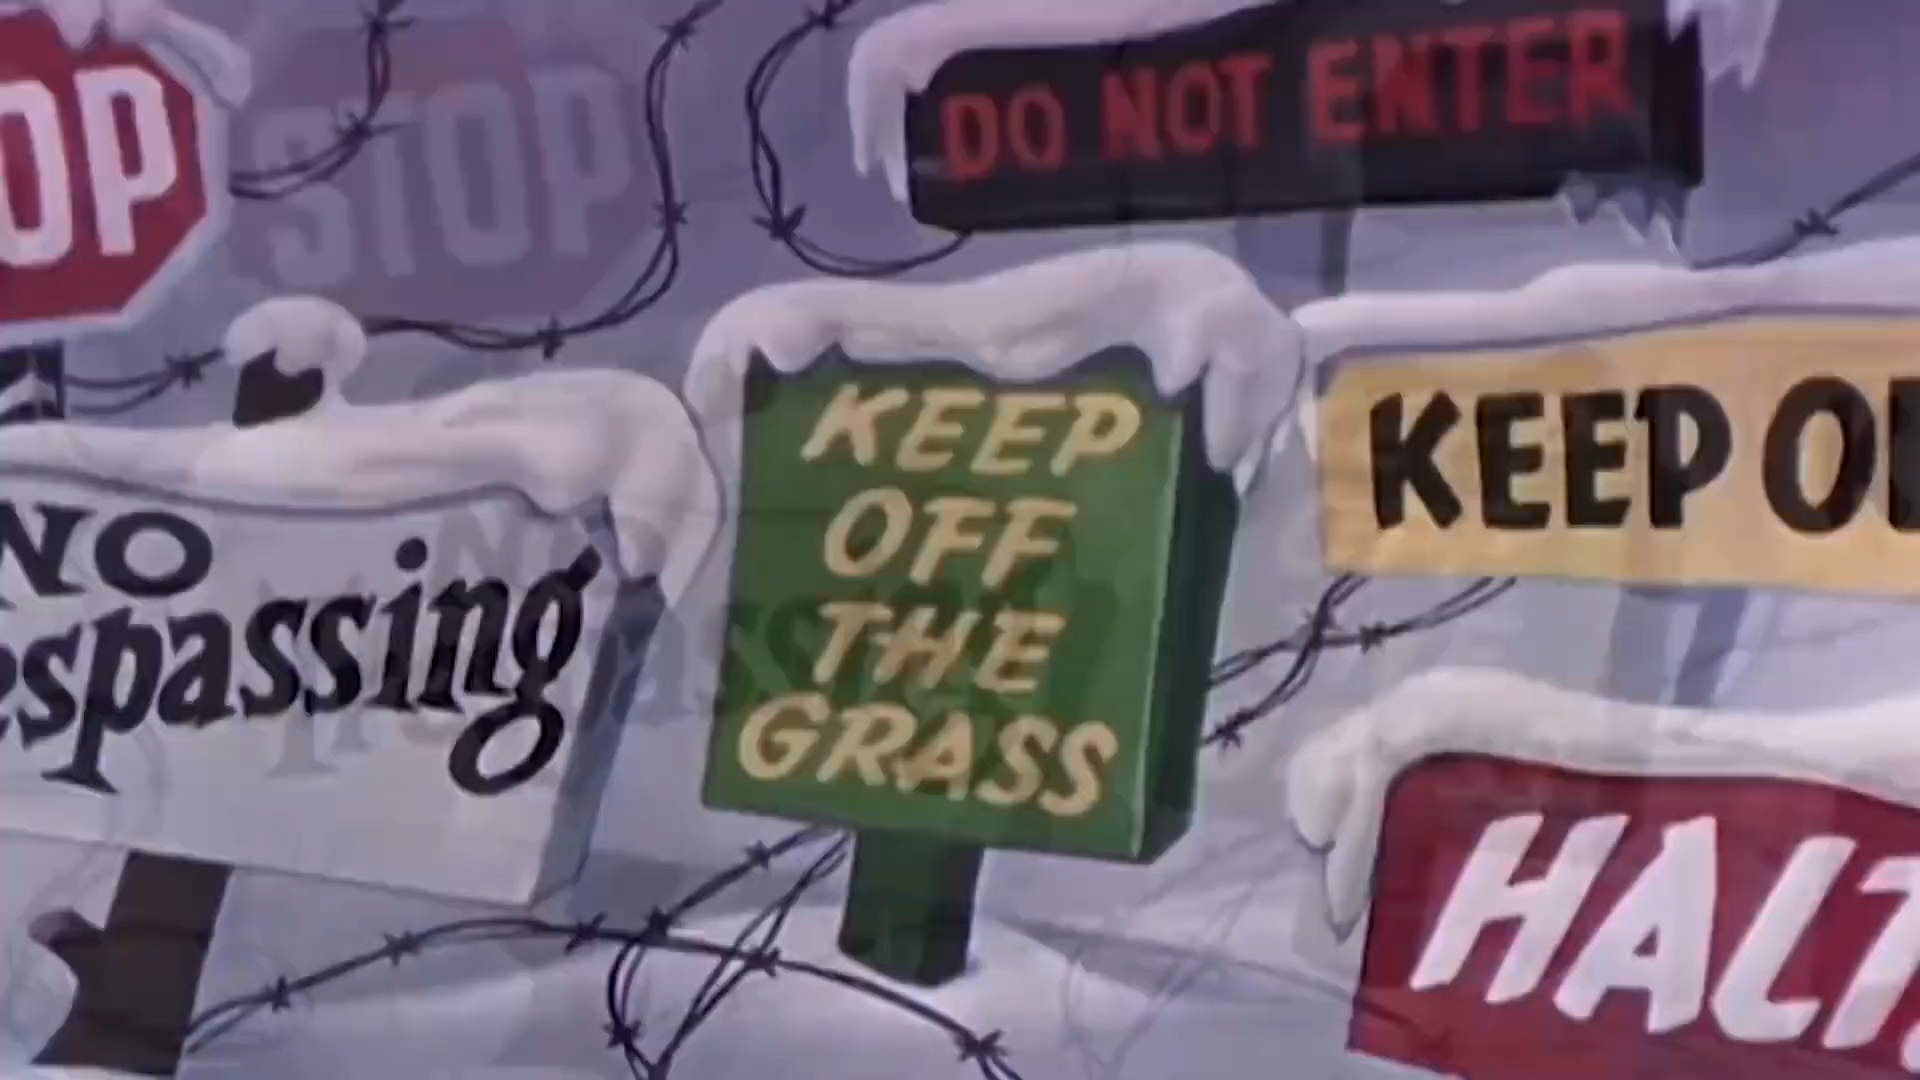 OP
STOP
DO NOT ENTER
KEEP
OFF
THE
GRASS
KEEP O
NO
espassing
HALT